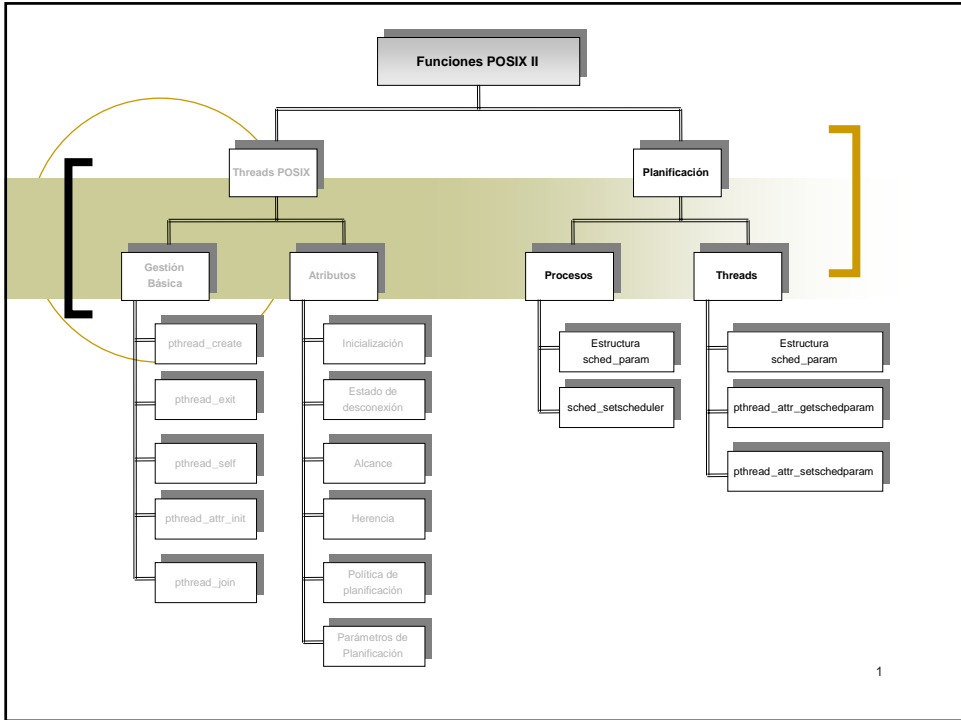 Funciones POSIX II
Threads POSIX
Planificación
Gestión
Básica
Atributos
Procesos
Threads
pthread_create
pthread_exit
pthread_self
pthread_attr_init
pthread_join
Inicialización
Estado de
desconexión
Alcance
Herencia
Política de
planificación
Parámetros de
Planificación
Estructura
sched_param
sched_setscheduler
Estructura
sched_param
pthread_attr_getschedparam
pthread_attr_setschedparam
1